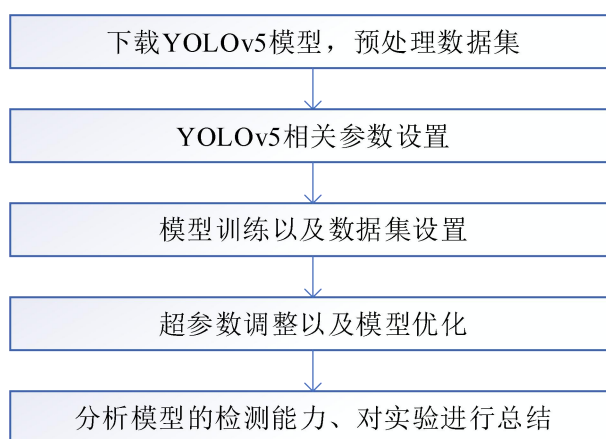 下载YOLOv5模型，预处理数据集
YOLOv5相关参数设置
模型训练以及数据集设置
超参数调整以及模型优化
分析模型的检测能力、对实验进行总结